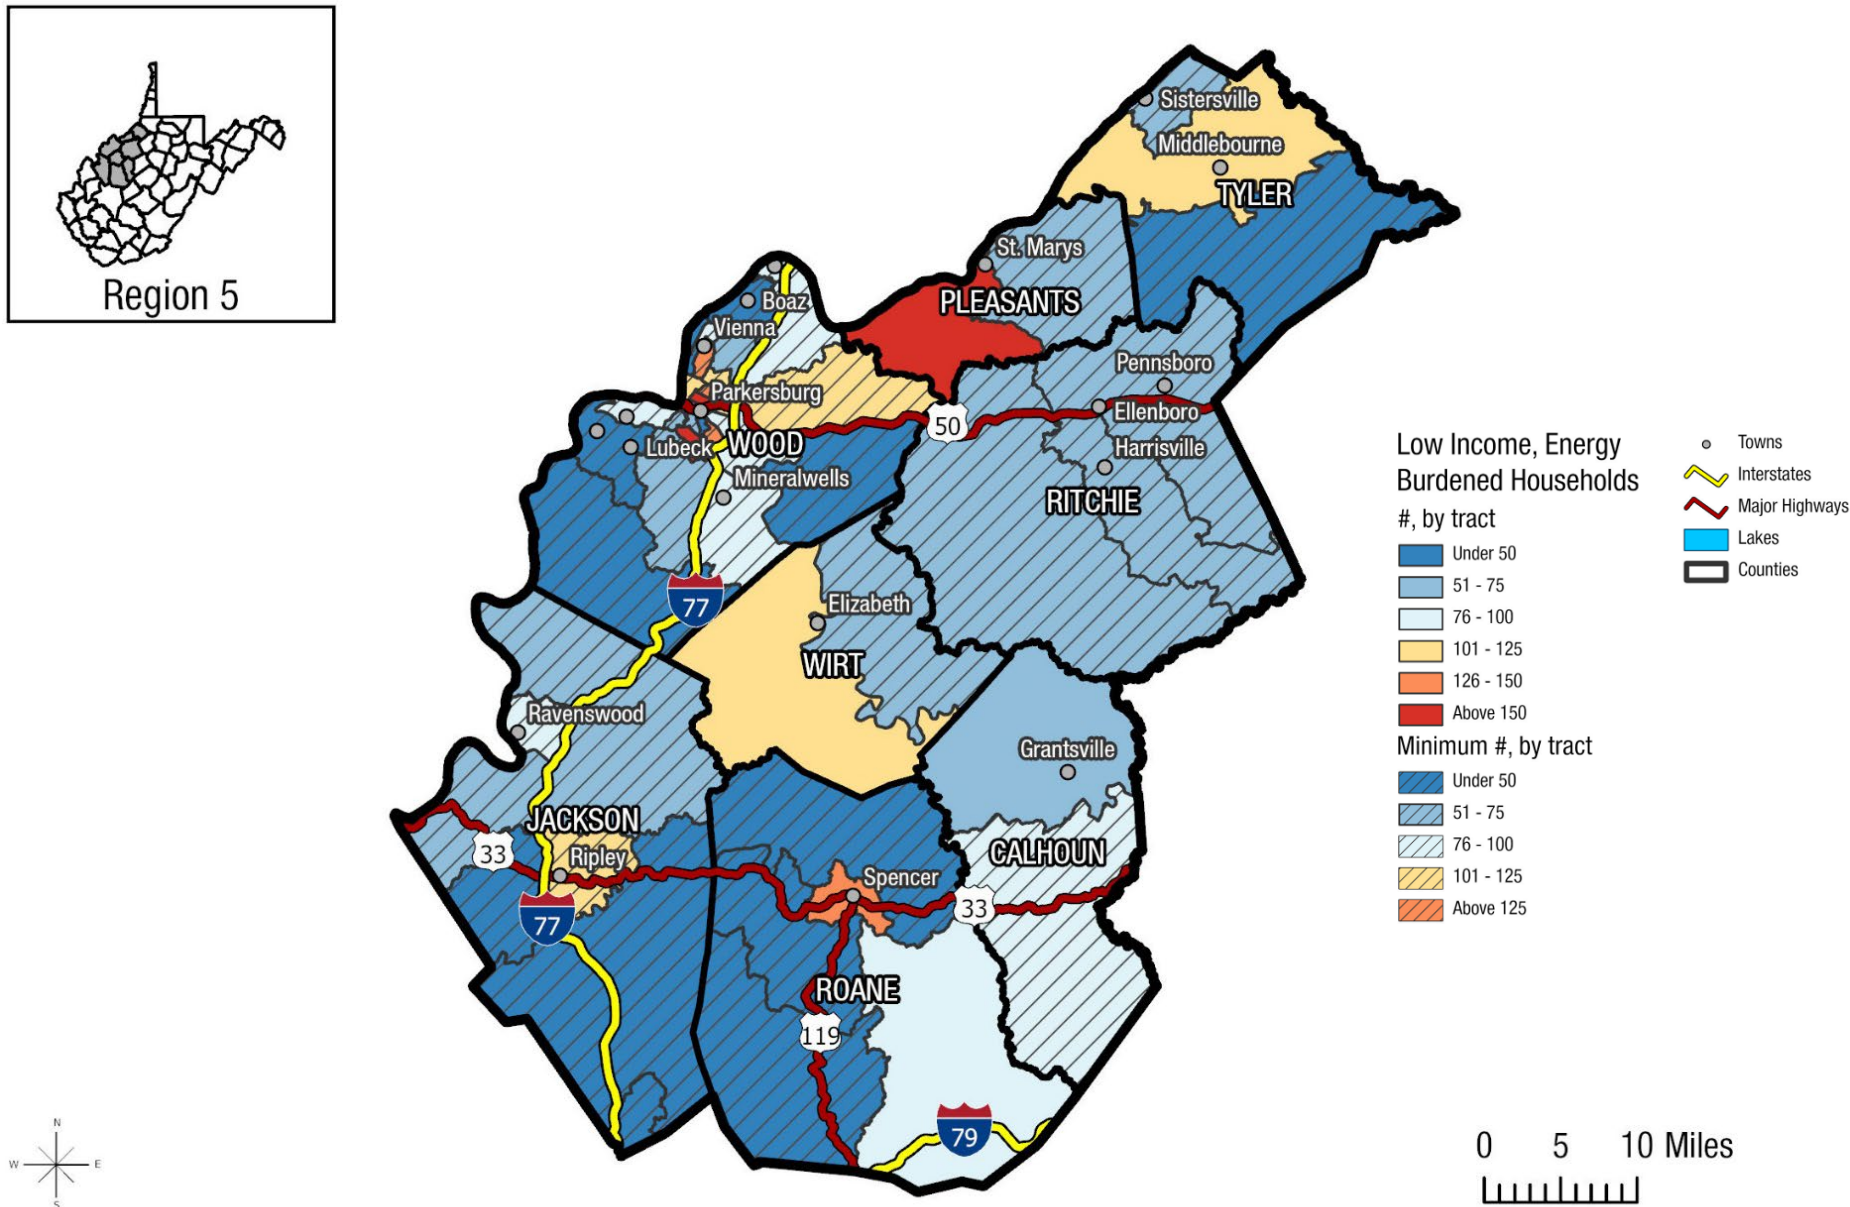 Region 5
Sistersville
Middlebourne
TYLER
St. Marys
PLEASANTS
Boaz
Vienna
Parkersburg
Pennsboro
Ellenboro
50
Harrisville
Lubeck
WOOD
Mineralwells
RITCHIE
77
Elizabeth
WIRT
Ravenswood
Grantsville
JACKSON
33
Ripley
CALHOUN
Spencer
33
77
ROANE
119
79
Low Income, Energy
Burdened Households
#, by tract
Under 50
51 - 75
76 - 100
101 - 125
126 - 150
Above 150
Minimum #, by tract
Under 50
51 - 75
76 - 100
101 - 125
Above 125
Towns
Interstates
Major Highways
Lakes
Counties
N
W E
S
0 5 10 Miles